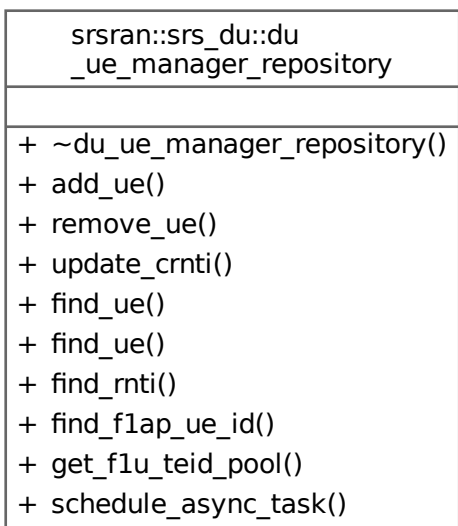 srsran::srs_du::du
_ue_manager_repository
+ ~du_ue_manager_repository()
+ add_ue()
+ remove_ue()
+ update_crnti()
+ find_ue()
+ find_ue()
+ find_rnti()
+ find_f1ap_ue_id()
+ get_f1u_teid_pool()
+ schedule_async_task()